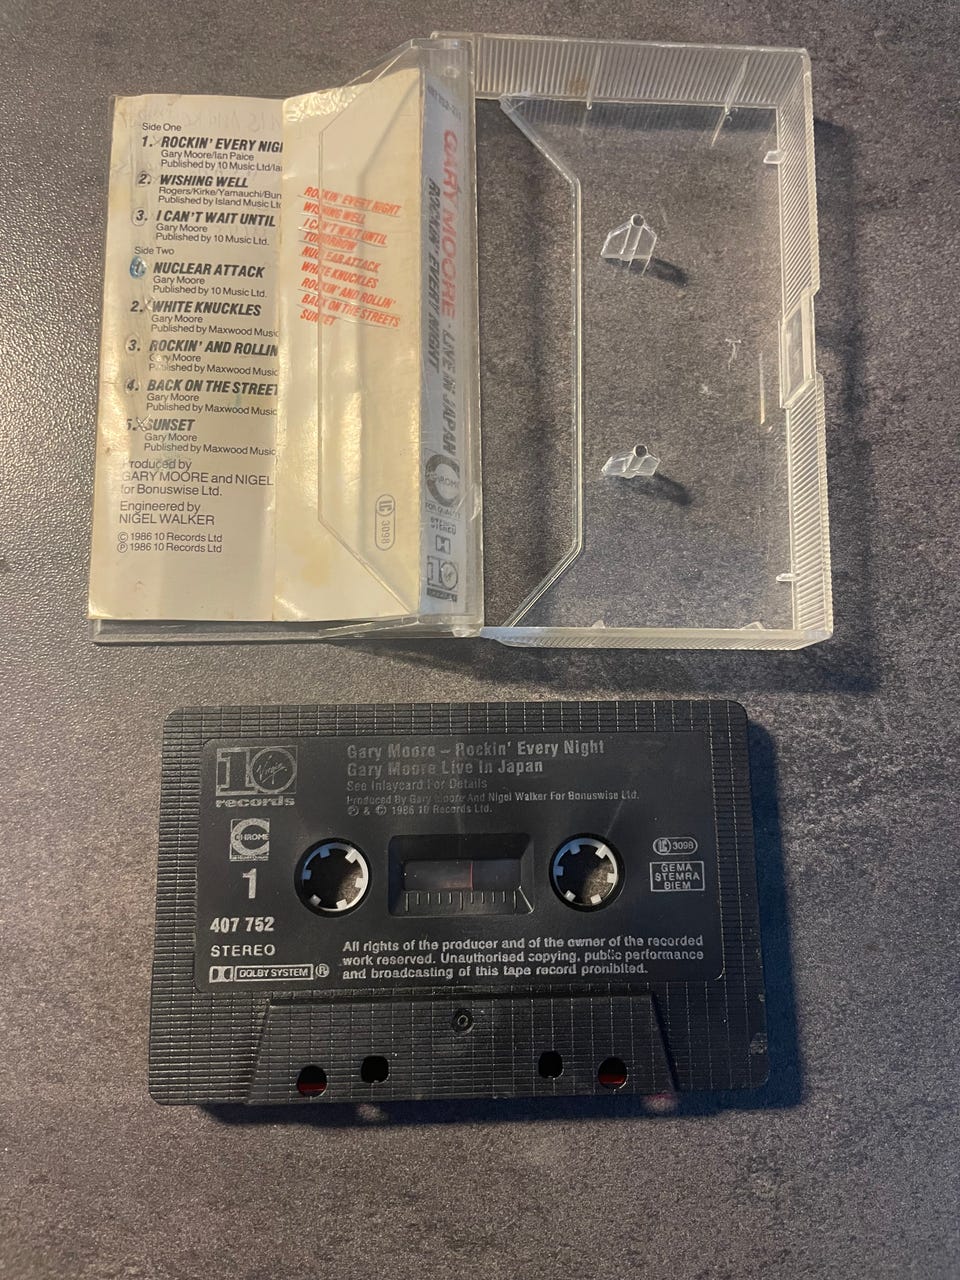 Side One
1. ROCKIN' EVERY NIG
Gary Moore/Ian Paice
Published by 10 Music Ltd/Ia
2. WISHING WELL
Rogers/Kirke/Yamauchi/Bun
Published by Island Music Lt
3. I CAN'T WAIT UNTIL
Gary Moore
Published by 10 Music Ltd.
Side Two
1. NUCLEAR ATTACK
Gary Moore
Published by 10 Music Ltd.
2. WHITE KNUCKLES
Gary Moore
Published by Maxwood Music
3. ROCKIN' AND ROLLIN
Gary Moore
Published by Maxwood Music
4. BACK ON THE STREET
Gary Moore
Published by Maxwood Music
5. SUNSET
Gary Moore
Published by Maxwood Music
Produced by
GARY MOORE and NIGEL
for Bonuswise Ltd.
Engineered by
NIGEL WALKER
© 1986 10 Records Ltd
℗ 1986 10 Records Ltd
ROCKIN' EVERY NIGHT
WISHING WELL
I CAN'T WAIT UNTIL
TOMORROW
NUCLEAR ATTACK
WHITE KNUCKLES
ROCKIN' AND ROLLIN'
BACK ON THE STREETS
SUNSET
LC 3098
GARY MOORE · LIVE IN JAPAN
ROCKIN' EVERY NIGHT
CHROME
FOR QUALITY
STEREO
10
10 Virgin
records
Gary Moore – Rockin' Every Night
Gary Moore Live In Japan
See Inlaycard For Details
Produced By Gary Moore And Nigel Walker For Bonuswise Ltd.
℗ & © 1986 10 Records Ltd.
CHROME
1
407 752
STEREO
DOLBY SYSTEM ®
LC 3098
GEMA
STEMRA
BIEM
All rights of the producer and of the owner of the recorded
work reserved. Unauthorised copying, public performance
and broadcasting of this tape record prohibited.